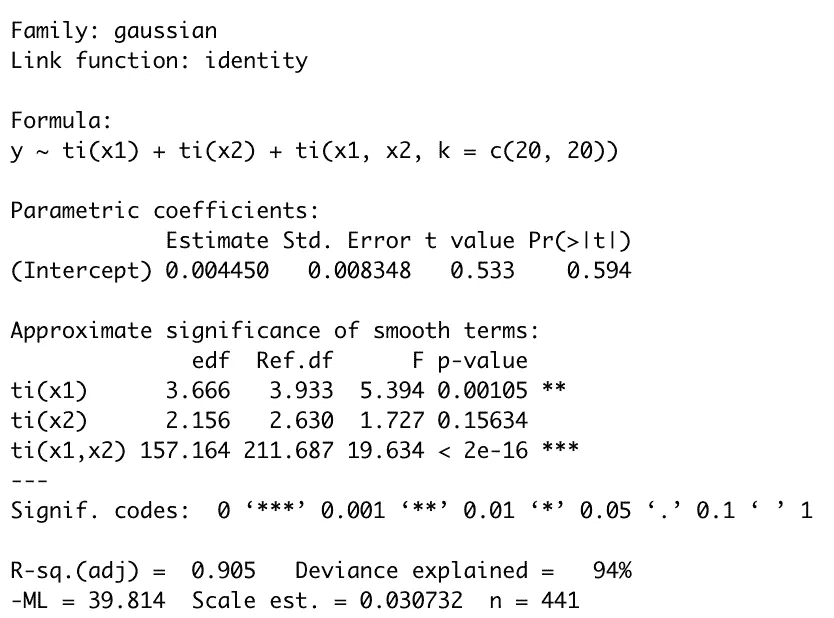 Family: gaussian
Link function: identity
Formula:
y ~ ti(x1) + ti(x2) + ti(x1, x2, k = c(20, 20))
Parametric coefficients:
Estimate Std. Error t value Pr(>|t|)
(Intercept) 0.004450 0.008348 0.533 0.594
Approximate significance of smooth terms:
edf Ref.df F p-value
ti(x1) 3.666 3.933 5.394 0.00105 **
ti(x2) 2.156 2.630 1.727 0.15634
ti(x1,x2) 157.164 211.687 19.634 < 2e-16 ***
---
Signif. codes: 0 ‘***’ 0.001 ‘**’ 0.01 ‘*’ 0.05 ‘.’ 0.1 ‘ ’ 1
R-sq.(adj) = 0.905 Deviance explained = 94%
-ML = 39.814 Scale est. = 0.030732 n = 441